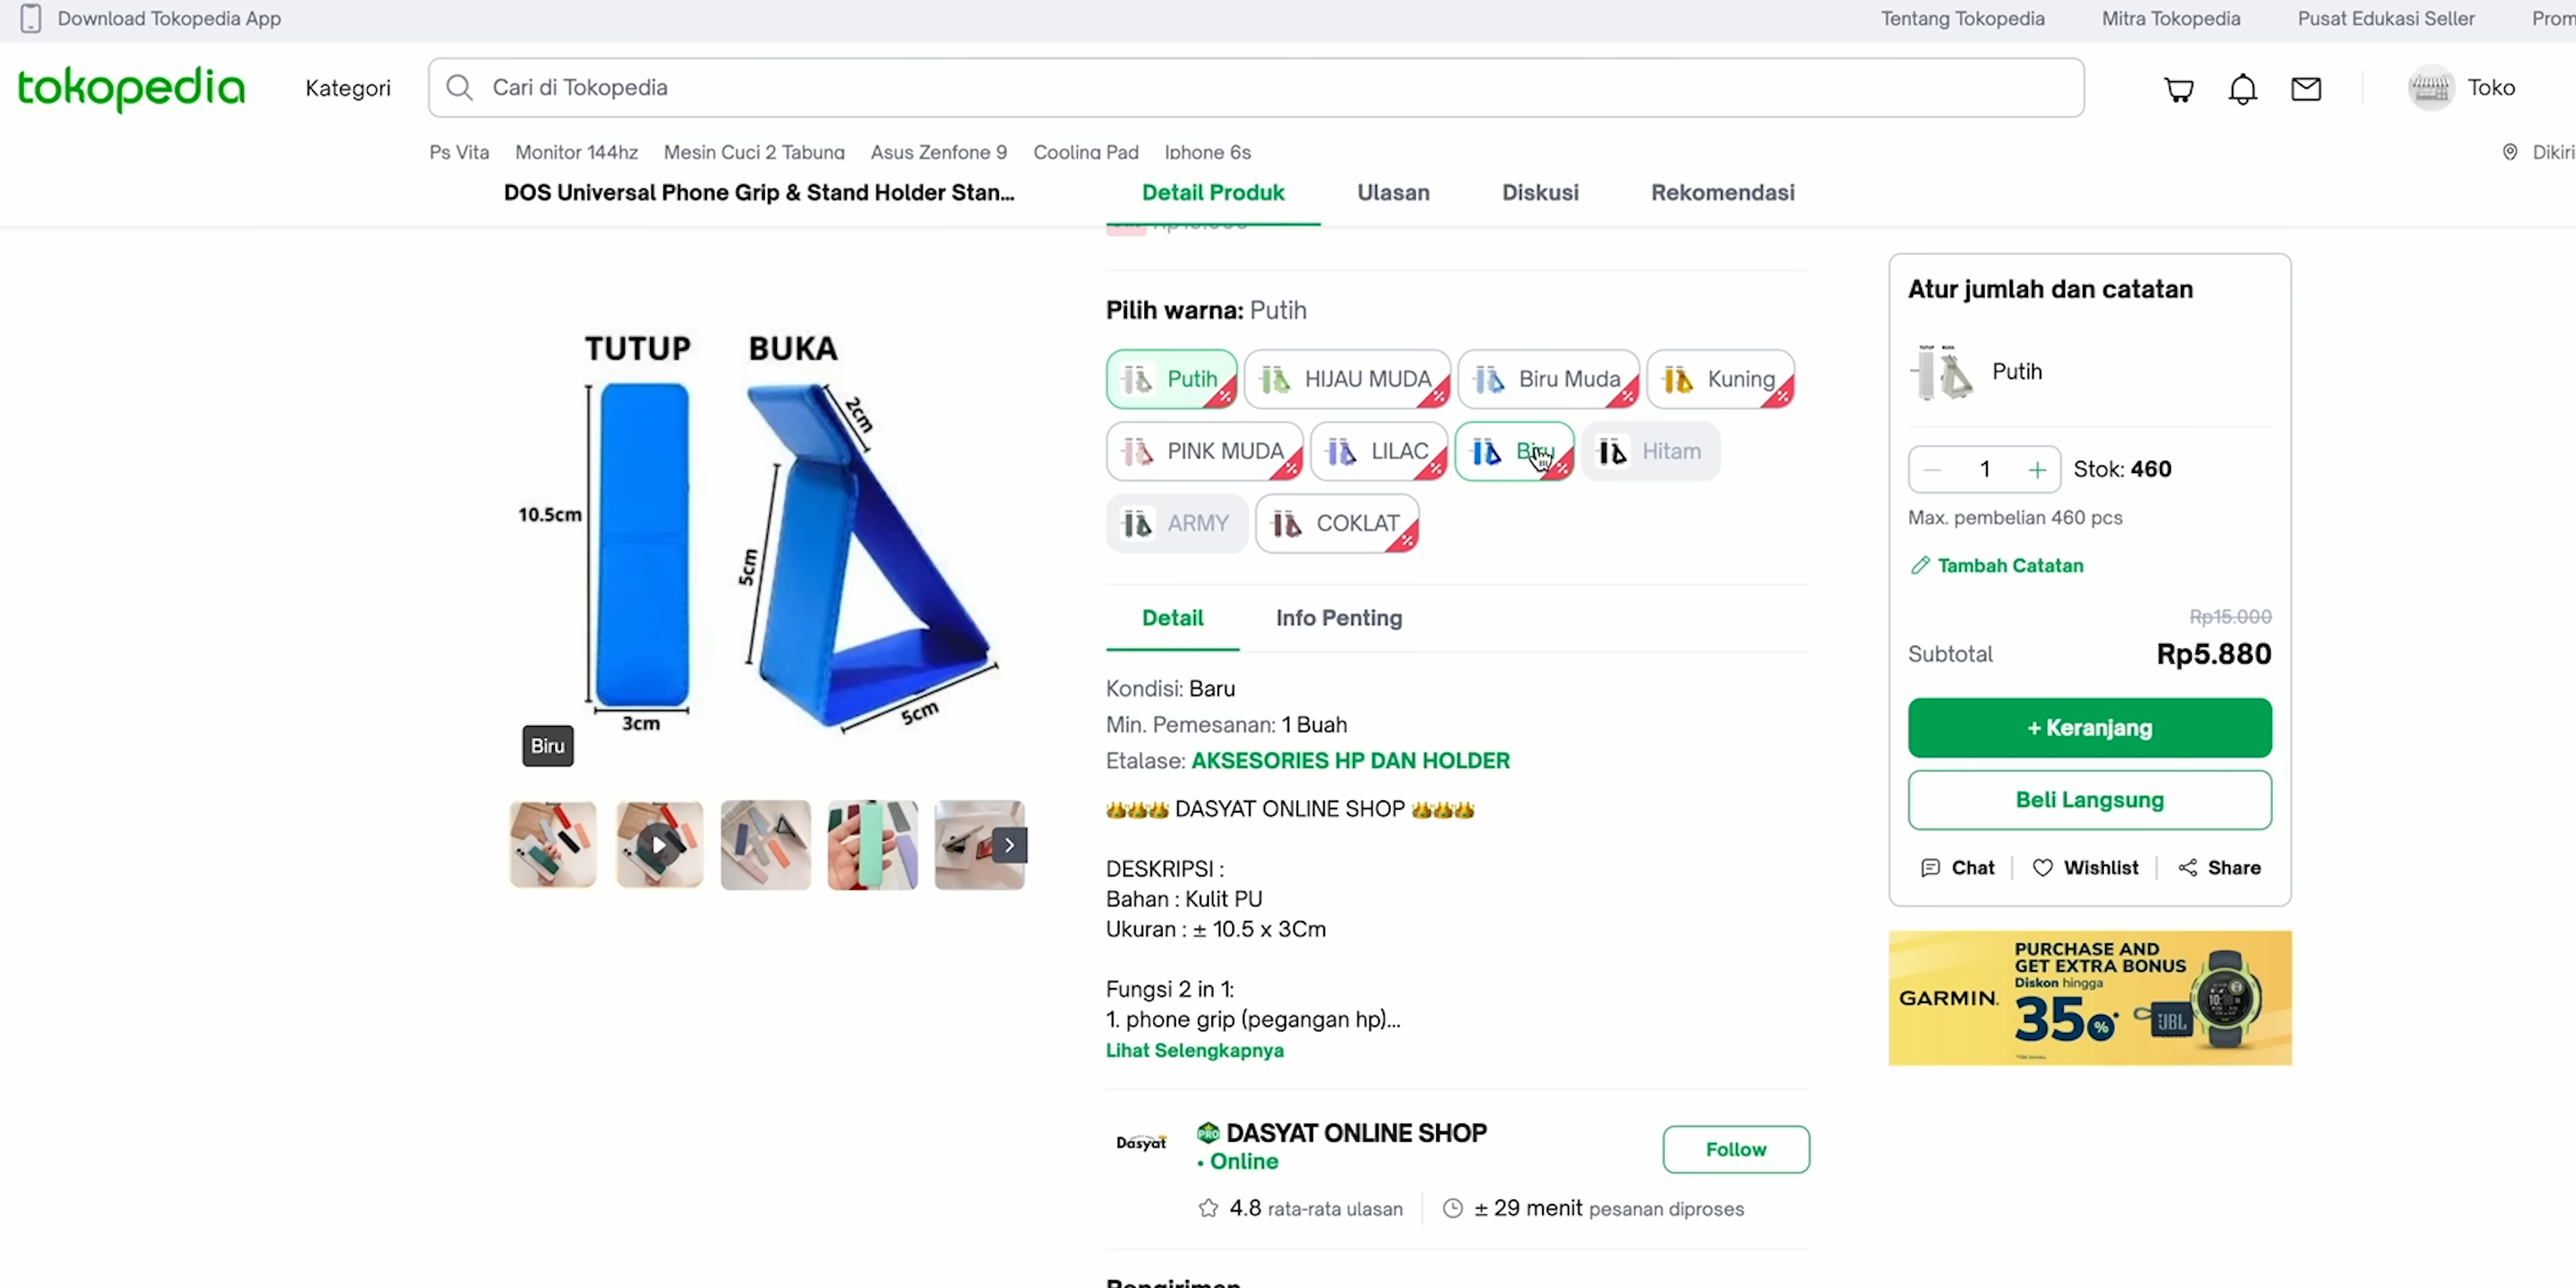 Download Tokopedia App
Tentang Tokopedia
Mitra Tokopedia
Pusat Edukasi Seller
tokopedia
Kategori
Cari di Tokopedia
Toko
Ps Vita
Monitor 144hz
Mesin Cuci 2 Tabung
Asus Zenfone 9
Cooling Pad
Iphone 6s
DOS Universal Phone Grip & Stand Holder Stan...
Detail Produk
Ulasan
Diskusi
Rekomendasi
TUTUP
BUKA
10.5cm
3cm
2cm
5cm
5cm
Biru
Pilih warna: Putih
Putih
HIJAU MUDA
Biru Muda
Kuning
PINK MUDA
LILAC
Biru
Hitam
ARMY
COKLAT
Detail
Info Penting
Kondisi: Baru
Min. Pemesanan: 1 Buah
Etalase: AKSESORIES HP DAN HOLDER
DASYAT ONLINE SHOP
DESKRIPSI :
Bahan : Kulit PU
Ukuran : ± 10.5 x 3Cm
Fungsi 2 in 1:
1. phone grip (pegangan hp)...
Lihat Selengkapnya
Dasyat
PRO DASYAT ONLINE SHOP
• Online
Follow
4.8 rata-rata ulasan
± 29 menit pesanan diproses
Atur jumlah dan catatan
Putih
1
Stok: 460
Max. pembelian 460 pcs
Tambah Catatan
Rp15.000
Subtotal
Rp5.880
+ Keranjang
Beli Langsung
Chat
Wishlist
Share
GARMIN.
PURCHASE AND
GET EXTRA BONUS
Diskon hingga
35%*
JBL